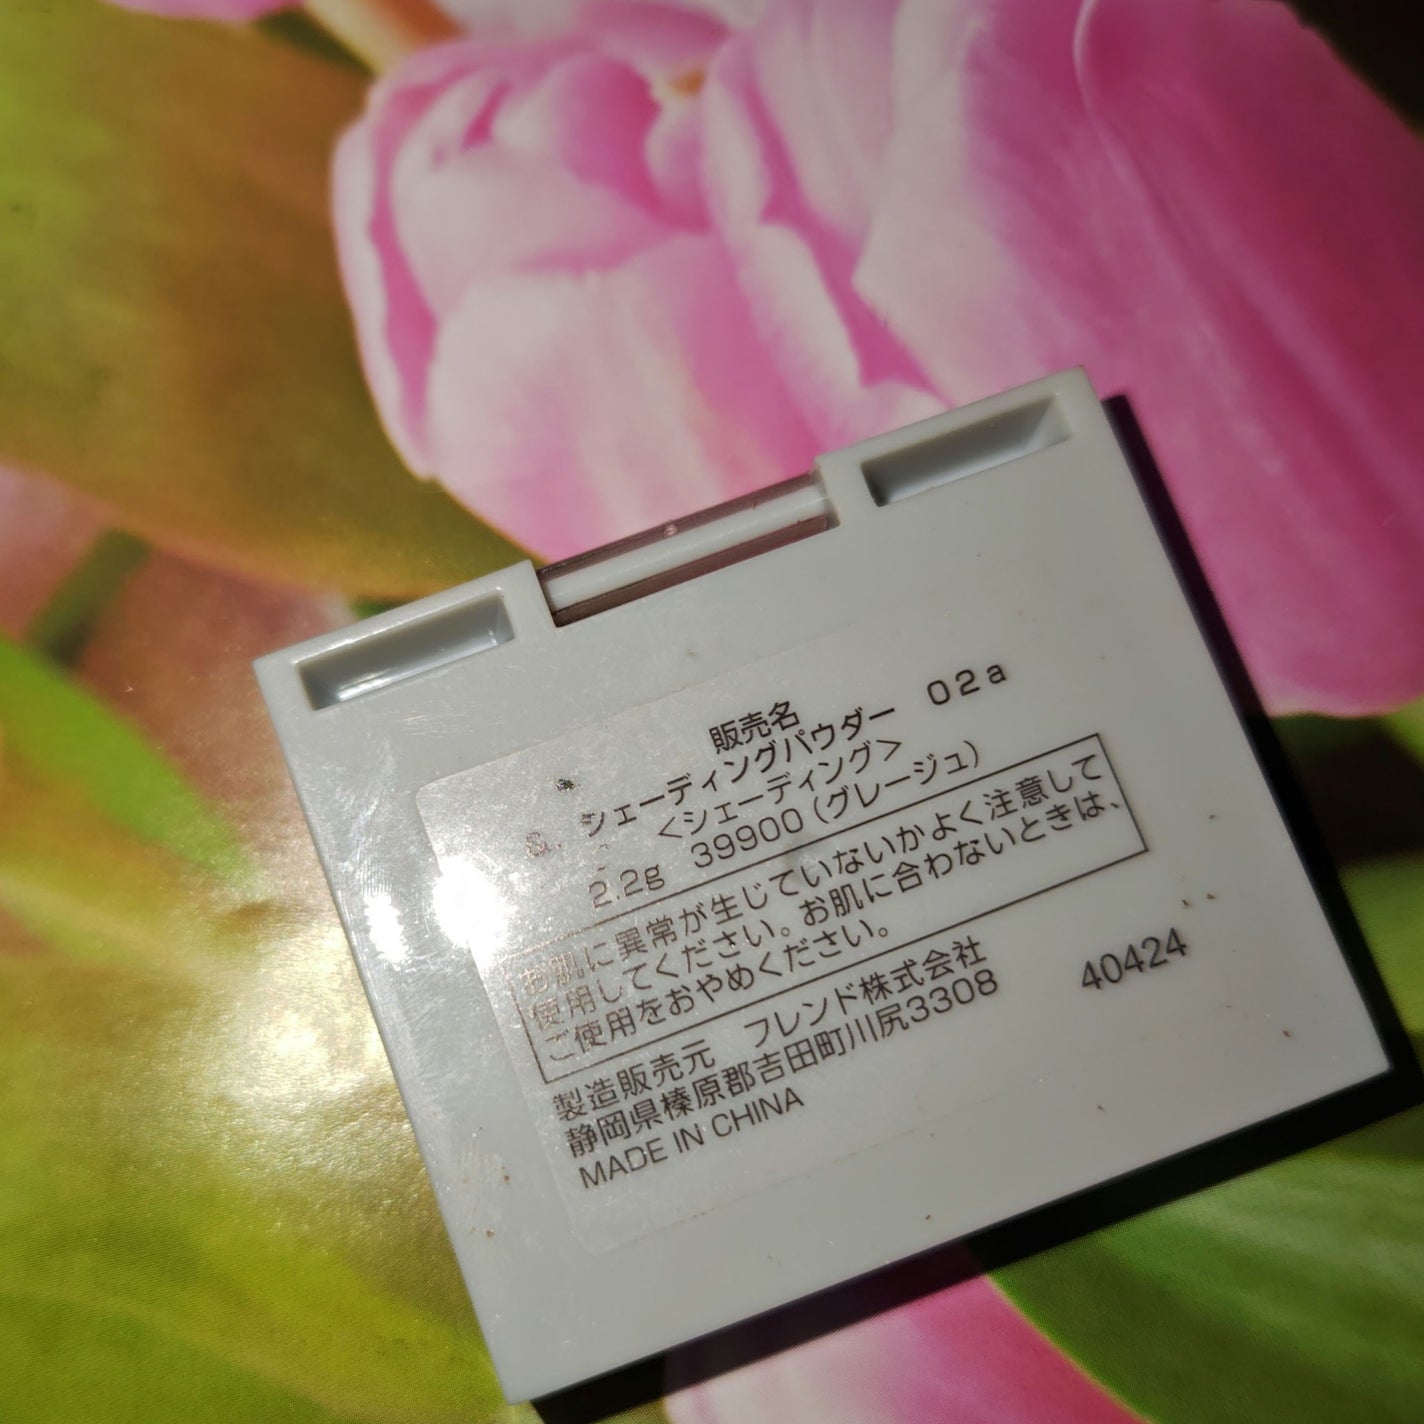 販売名
S. シェーディングパウダー 02a
<シェーディング>
2.2g 39900(グレージュ)
お肌に異常が生じていないかよく注意して
使用してください。お肌に合わないときは、
ご使用をおやめください。
製造販売元 フレンド株式会社
静岡県榛原郡吉田町川尻3308
MADE IN CHINA
40424